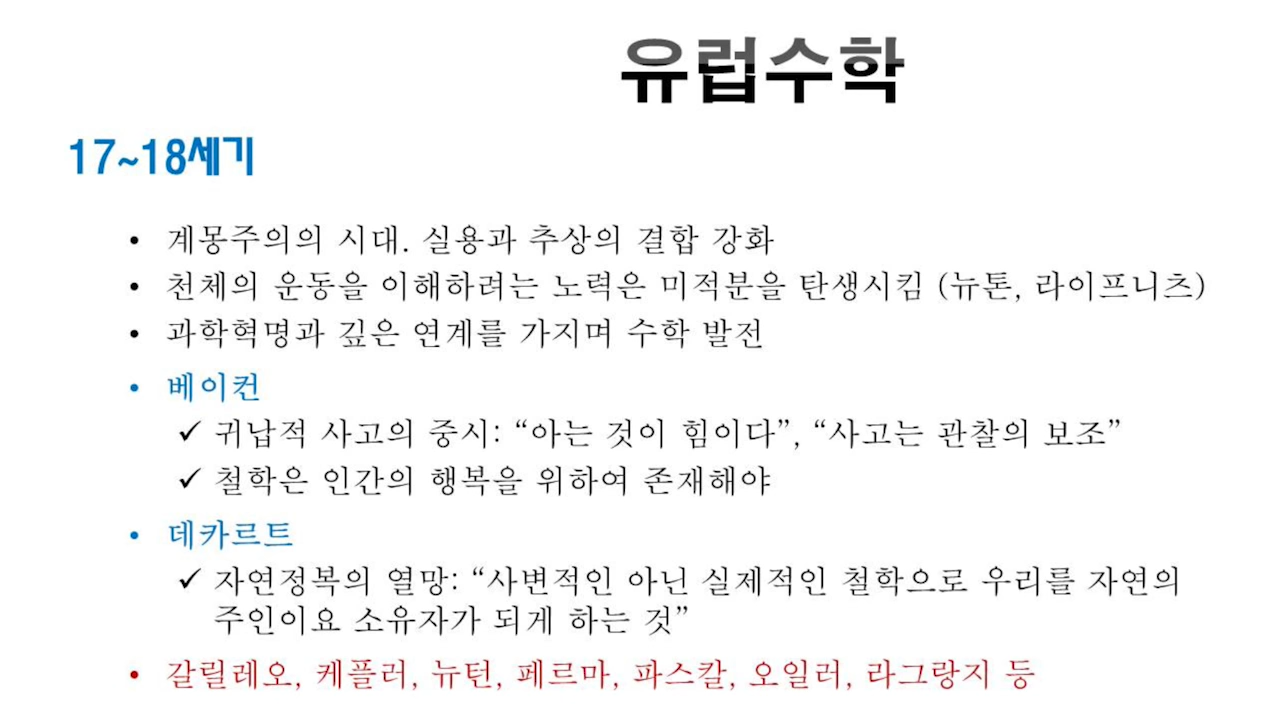 유럽수학
17~18세기
• 계몽주의의 시대. 실용과 추상의 결합 강화
• 천체의 운동을 이해하려는 노력은 미적분을 탄생시킴 (뉴톤, 라이프니츠)
• 과학혁명과 깊은 연계를 가지며 수학 발전
• 베이컨
✓ 귀납적 사고의 중시: “아는 것이 힘이다”, “사고는 관찰의 보조”
✓ 철학은 인간의 행복을 위하여 존재해야
• 데카르트
✓ 자연정복의 열망: “사변적인 아닌 실제적인 철학으로 우리를 자연의
주인이요 소유자가 되게 하는 것”
• 갈릴레오, 케플러, 뉴턴, 페르마, 파스칼, 오일러, 라그랑지 등